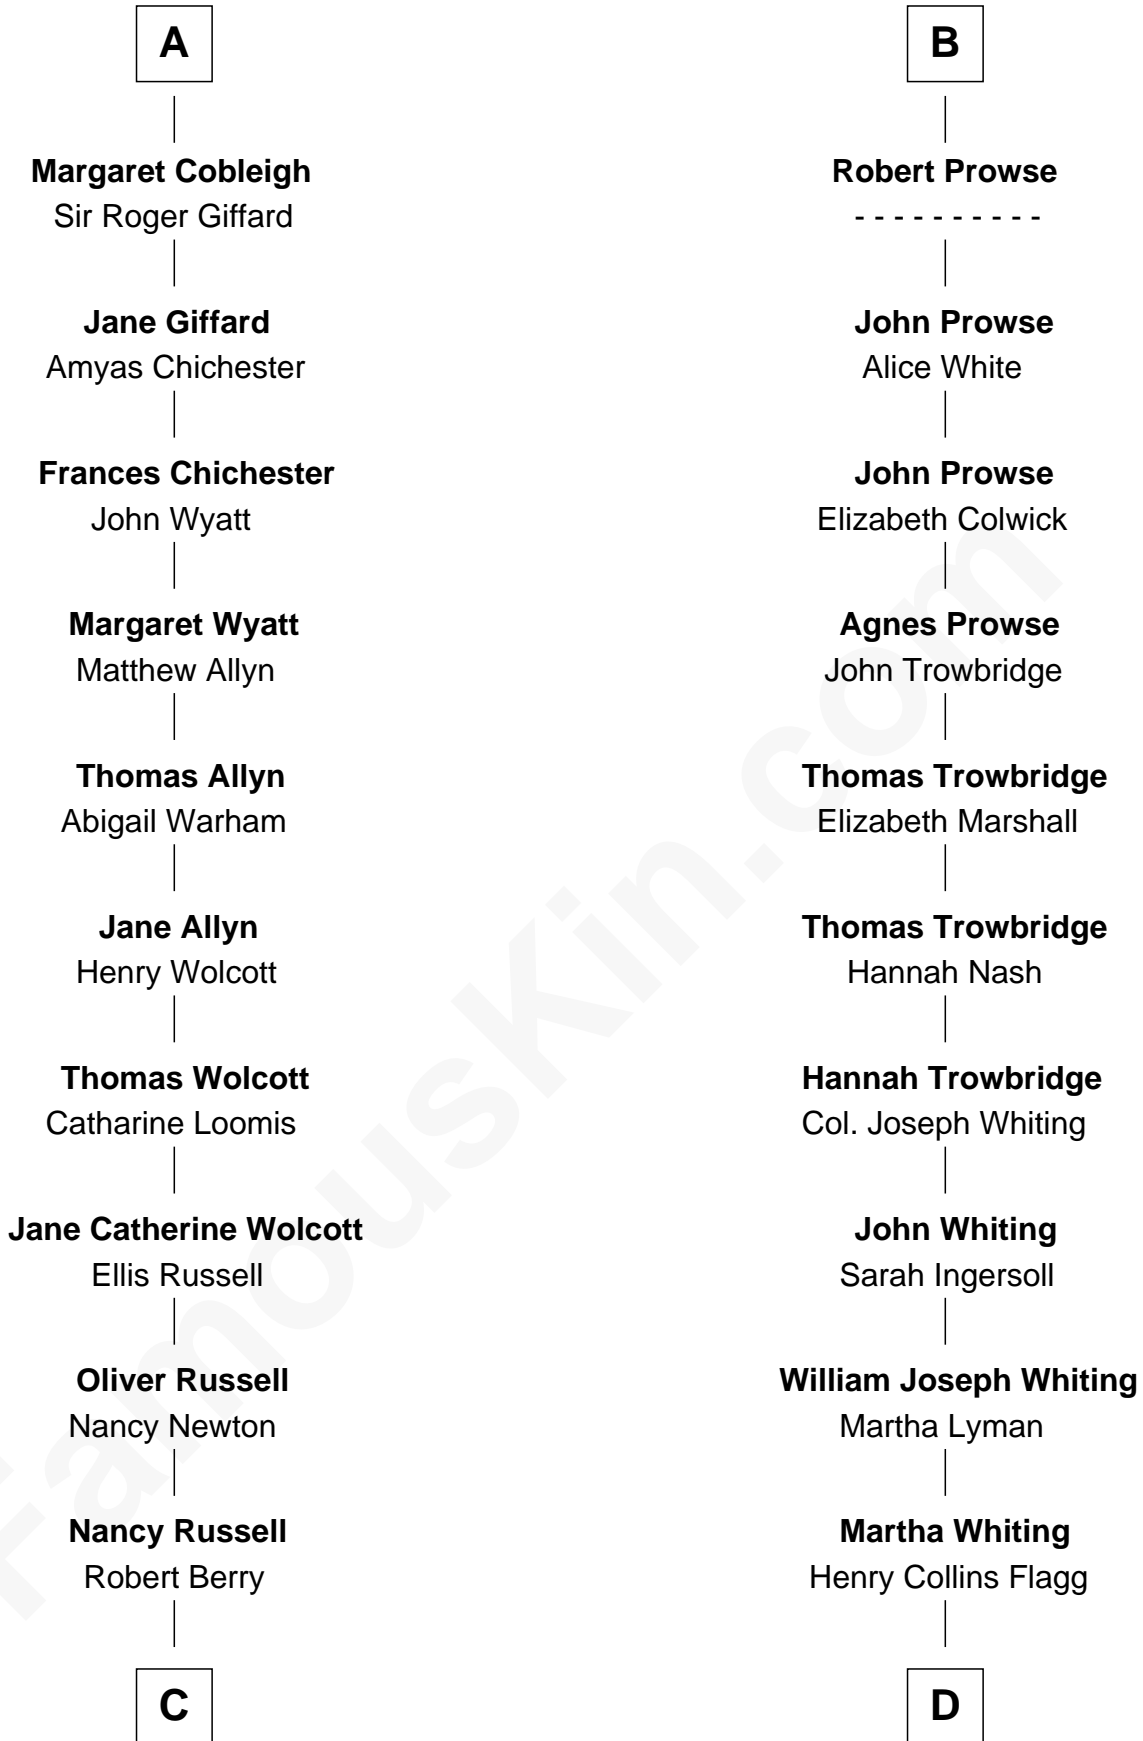 A
Margaret Cobleigh
Sir Roger Giffard
Jane Giffard
Amyas Chichester
Frances Chichester
John Wyatt
Margaret Wyatt
Matthew Allyn
Thomas Allyn
Abigail Warham
Jane Allyn
Henry Wolcott
Thomas Wolcott
Catharine Loomis
Jane Catherine Wolcott
Ellis Russell
Oliver Russell
Nancy Newton
Nancy Russell
Robert Berry
C
B
Robert Prowse
- - - - - - - - - -
John Prowse
Alice White
John Prowse
Elizabeth Colwick
Agnes Prowse
John Trowbridge
Thomas Trowbridge
Elizabeth Marshall
Thomas Trowbridge
Hannah Nash
Hannah Trowbridge
Col. Joseph Whiting
John Whiting
Sarah Ingersoll
William Joseph Whiting
Martha Lyman
Martha Whiting
Henry Collins Flagg
D
FamousKin.com